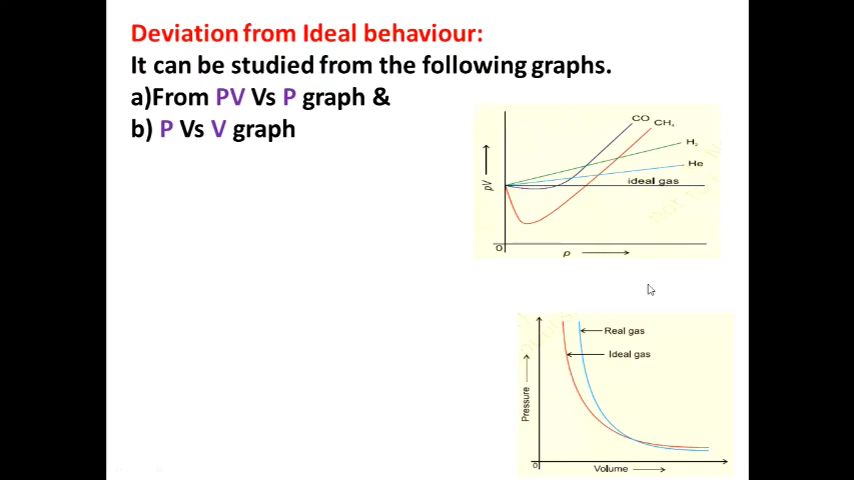 Deviation from Ideal behaviour:
It can be studied from the following graphs.
a)From PV Vs P graph &
b) P Vs V graph
CO
CH₄
H₂
He
ideal gas
pV
0
p
Real gas
Ideal gas
Pressure
0
Volume